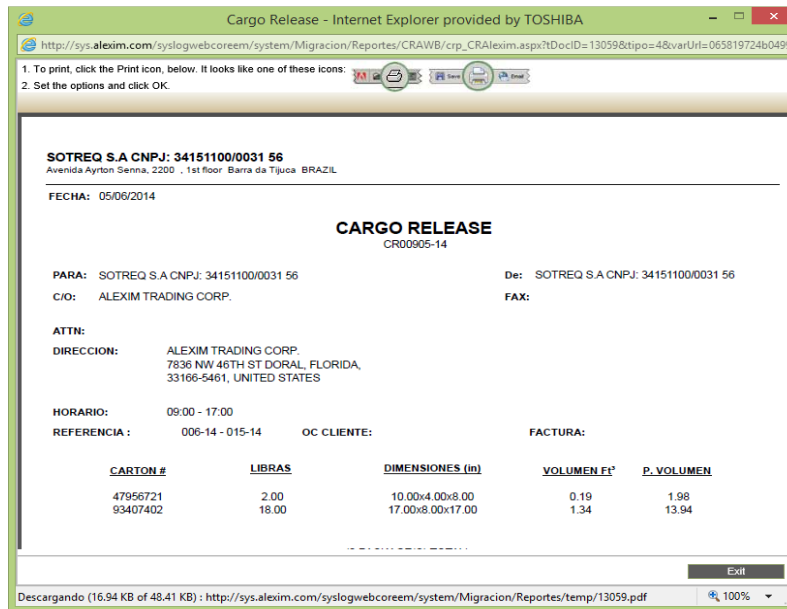 Cargo Release - Internet Explorer provided by TOSHIBA
http://sys.alexim.com/syslogwebcoreem/system/Migracion/Reportes/CRAWB/crp_CRAlexim.aspx?tDocID=13059&tipo=4&varUrl=065819724b049
1. To print, click the Print icon, below. It looks like one of these icons:
Save Email
2. Set the options and click OK.
SOTREQ S.A CNPJ: 34151100/0031 56
Avenida Ayrton Senna, 2200 , 1st floor Barra da Tijuca BRAZIL
FECHA: 05/06/2014
CARGO RELEASE
CR00905-14
PARA: SOTREQ S.A CNPJ: 34151100/0031 56 De: SOTREQ S.A CNPJ: 34151100/0031 56
C/O: ALEXIM TRADING CORP. FAX:
ATTN:
DIRECCION: ALEXIM TRADING CORP.
7836 NW 46TH ST DORAL, FLORIDA,
33166-5461, UNITED STATES
HORARIO: 09:00 - 17:00
REFERENCIA : 006-14 - 015-14 OC CLIENTE: FACTURA:
CARTON # LIBRAS DIMENSIONES (in) VOLUMEN Ft³ P. VOLUMEN
47956721 2.00 10.00x4.00x8.00 0.19 1.98
93407402 18.00 17.00x8.00x17.00 1.34 13.94
Exit
Descargando (16.94 KB of 48.41 KB) : http://sys.alexim.com/syslogwebcoreem/system/Migracion/Reportes/temp/13059.pdf 100%